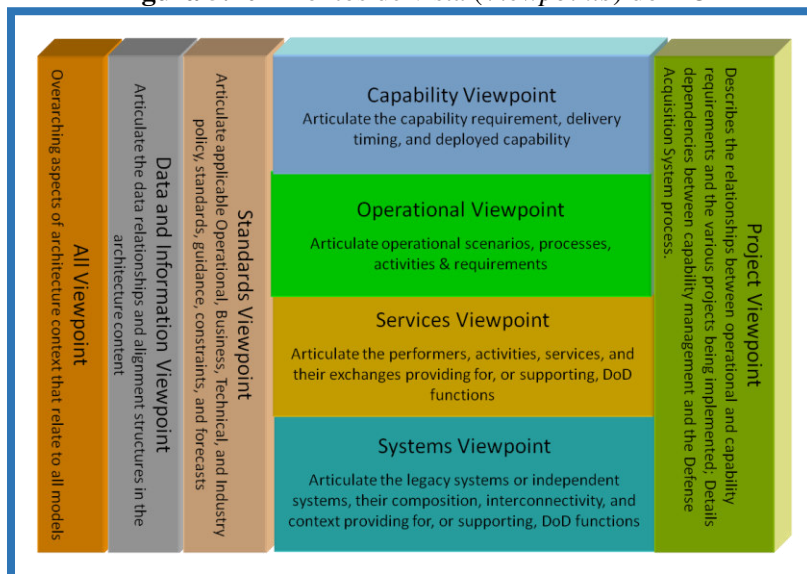 Figura de vista (viewpoints) do
All Viewpoint
Overarching aspects of architecture context that relate to all models
Data and Information Viewpoint
Articulate the data relationships and alignment structures in the
architecture content
Standards Viewpoint
Articulate applicable Operational, Business, Technical, and Industry
policy, standards, guidance, constraints, and forecasts
Capability Viewpoint
Articulate the capability requirement, delivery
timing, and deployed capability
Operational Viewpoint
Articulate operational scenarios, processes,
activities & requirements
Services Viewpoint
Articulate the performers, activities, services, and
their exchanges providing for, or supporting, DoD
functions
Systems Viewpoint
Articulate the legacy systems or independent
systems, their composition, interconnectivity, and
context providing for, or supporting, DoD functions
Project Viewpoint
Describes the relationships between operational and capability
requirements and the various projects being implemented; Details
dependencies between capability management and the Defense
Acquisition System process.